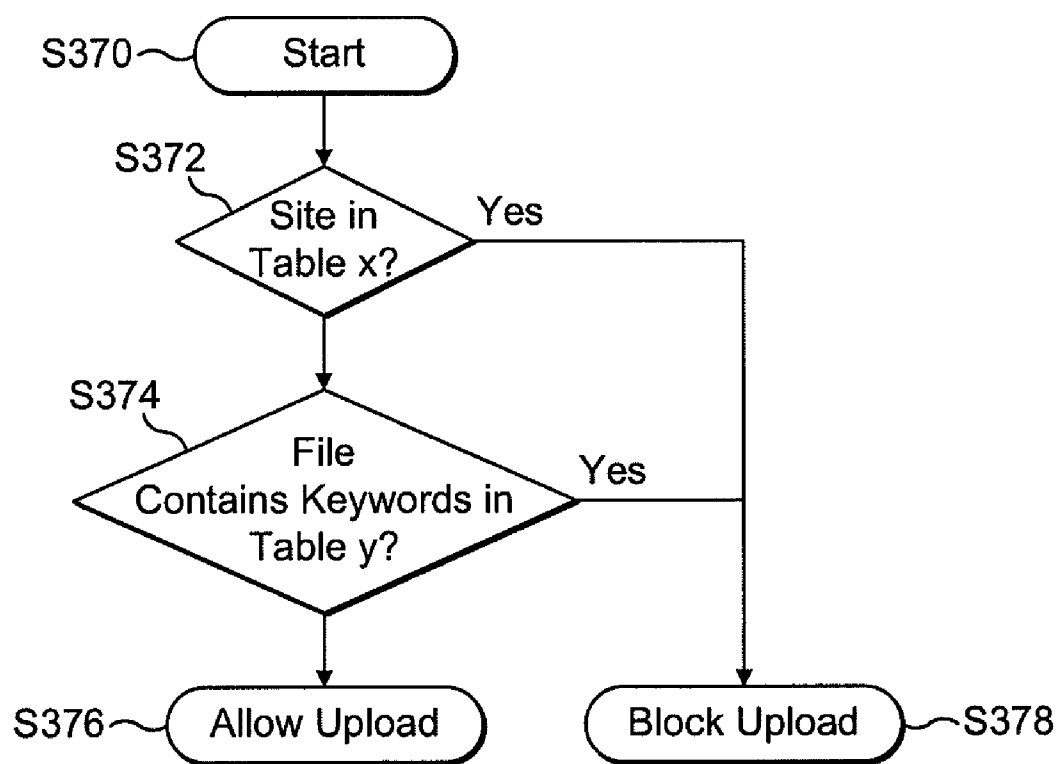 S370
Start
S372
Site in
Table x?
Yes
S374
File
Contains Keywords in
Table y?
Yes
S376
Allow Upload
Block Upload
S378